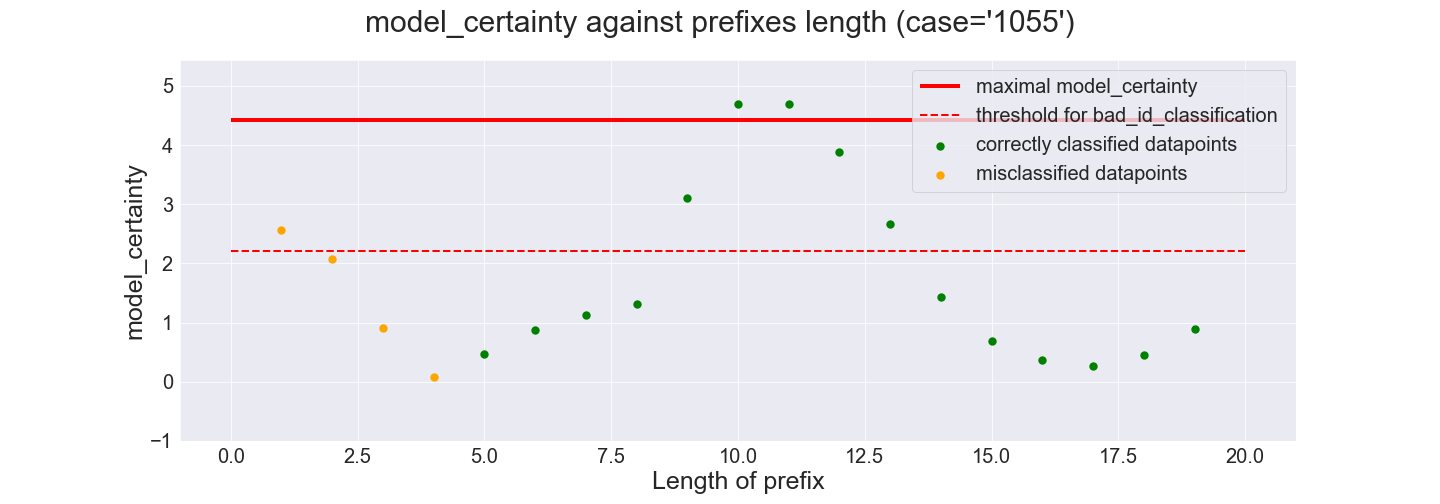 model_certainty against prefixes length (case='1055')
maximal model_certainty
threshold for bad_id_classification
correctly classified datapoints
misclassified datapoints
model_certainty
5
4
3
2
1
0
−1
0.0 2.5 5.0 7.5 10.0 12.5 15.0 17.5 20.0
Length of prefix